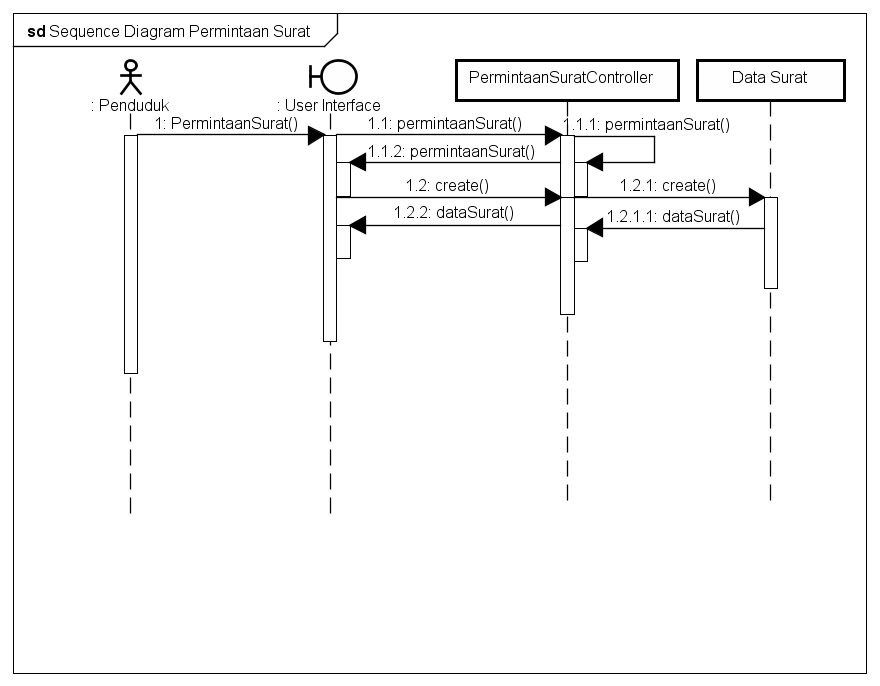 sd Sequence Diagram Permintaan Surat
: Penduduk
: User Interface
PermintaanSuratController
Data Surat
1: PermintaanSurat()
1.1: permintaanSurat()
1.1.1: permintaanSurat()
1.1.2: permintaanSurat()
1.2: create()
1.2.1: create()
1.2.2: dataSurat()
1.2.1.1: dataSurat()